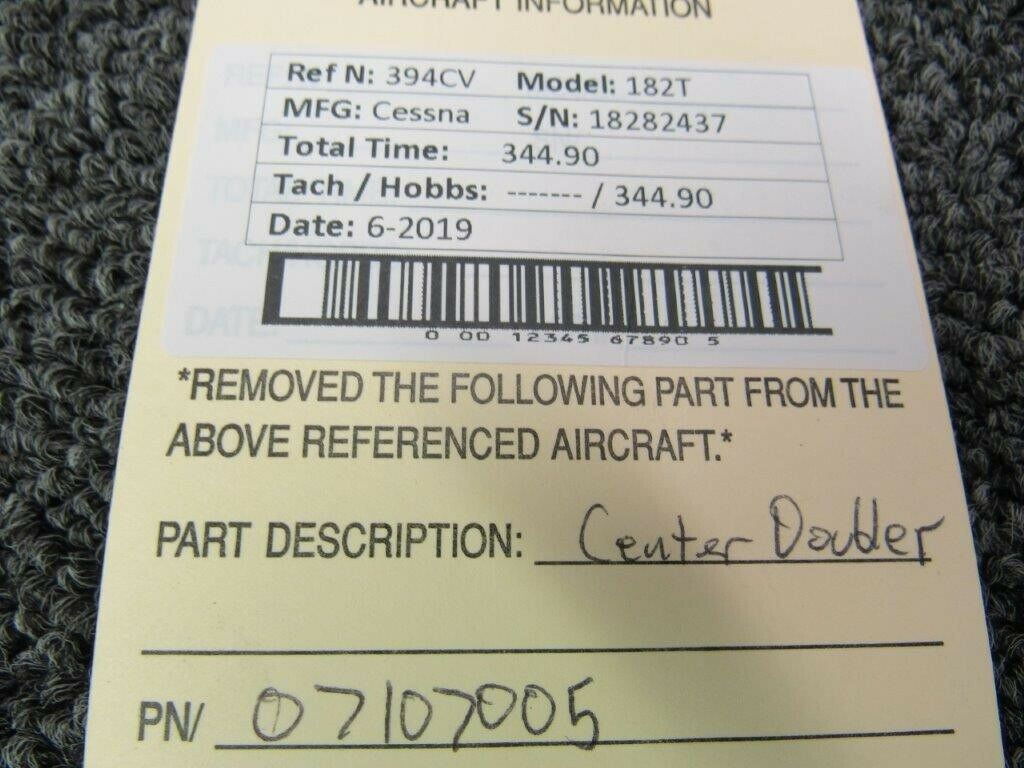 AIRCRAFT INFORMATION
Ref N: 394CV Model: 182T
MFG: Cessna S/N: 18282437
Total Time: 344.90
Tach / Hobbs: ------- / 344.90
Date: 6-2019
0 00 12345 67890 5
*REMOVED THE FOLLOWING PART FROM THE
ABOVE REFERENCED AIRCRAFT.*
PART DESCRIPTION: Center Doubler
PN/ 07107005